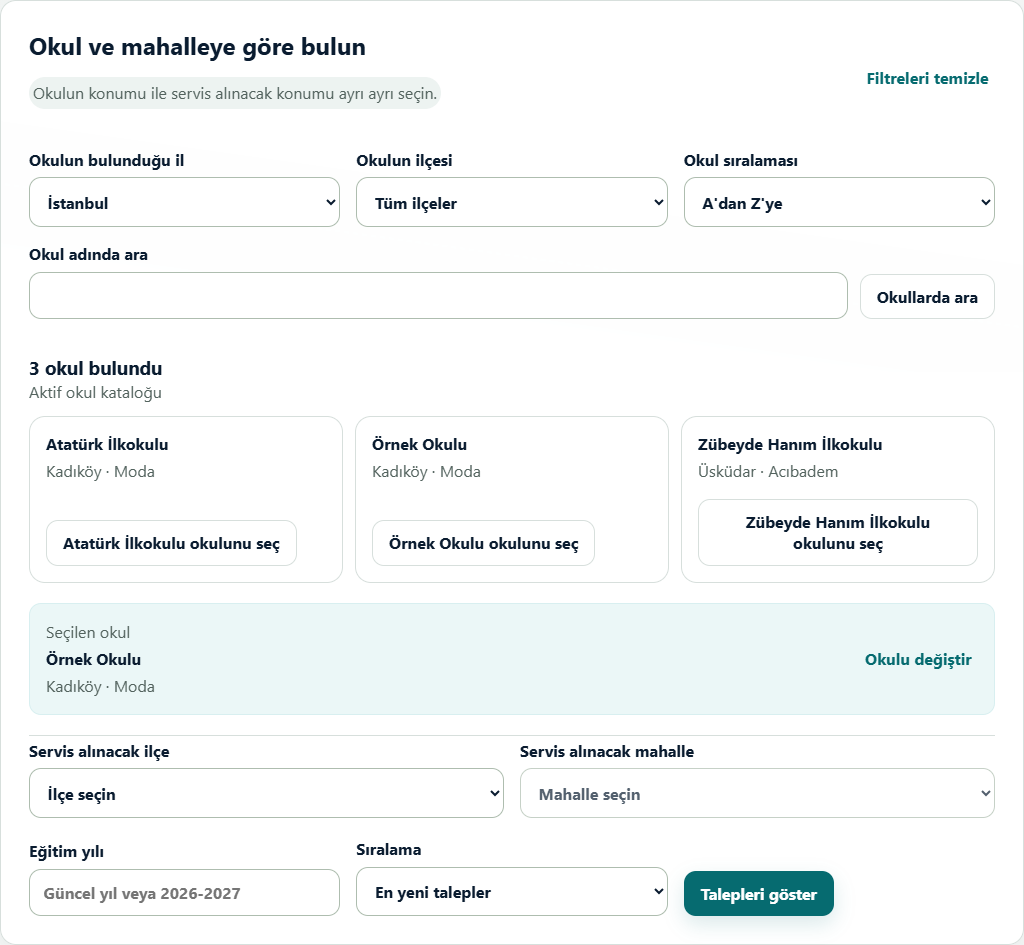 Okul ve mahalleye göre bulun
Okulun konumu ile servis alınacak konumu ayrı ayrı seçin.
Filtreleri temizle
Okulun bulunduğu il
Okulun ilçesi
Okul sıralaması
İstanbul
Tüm ilçeler
A'dan Z'ye
Okul adında ara
Okullarda ara
3 okul bulundu
Aktif okul kataloğu
Atatürk İlkokulu
Kadıköy · Moda
Atatürk İlkokulu okulunu seç
Örnek Okulu
Kadıköy · Moda
Örnek Okulu okulunu seç
Zübeyde Hanım İlkokulu
Üsküdar · Acıbadem
Zübeyde Hanım İlkokulu
okulunu seç
Seçilen okul
Örnek Okulu
Kadıköy · Moda
Okulu değiştir
Servis alınacak ilçe
Servis alınacak mahalle
İlçe seçin
Mahalle seçin
Eğitim yılı
Sıralama
Güncel yıl veya 2026-2027
En yeni talepler
Talepleri göster